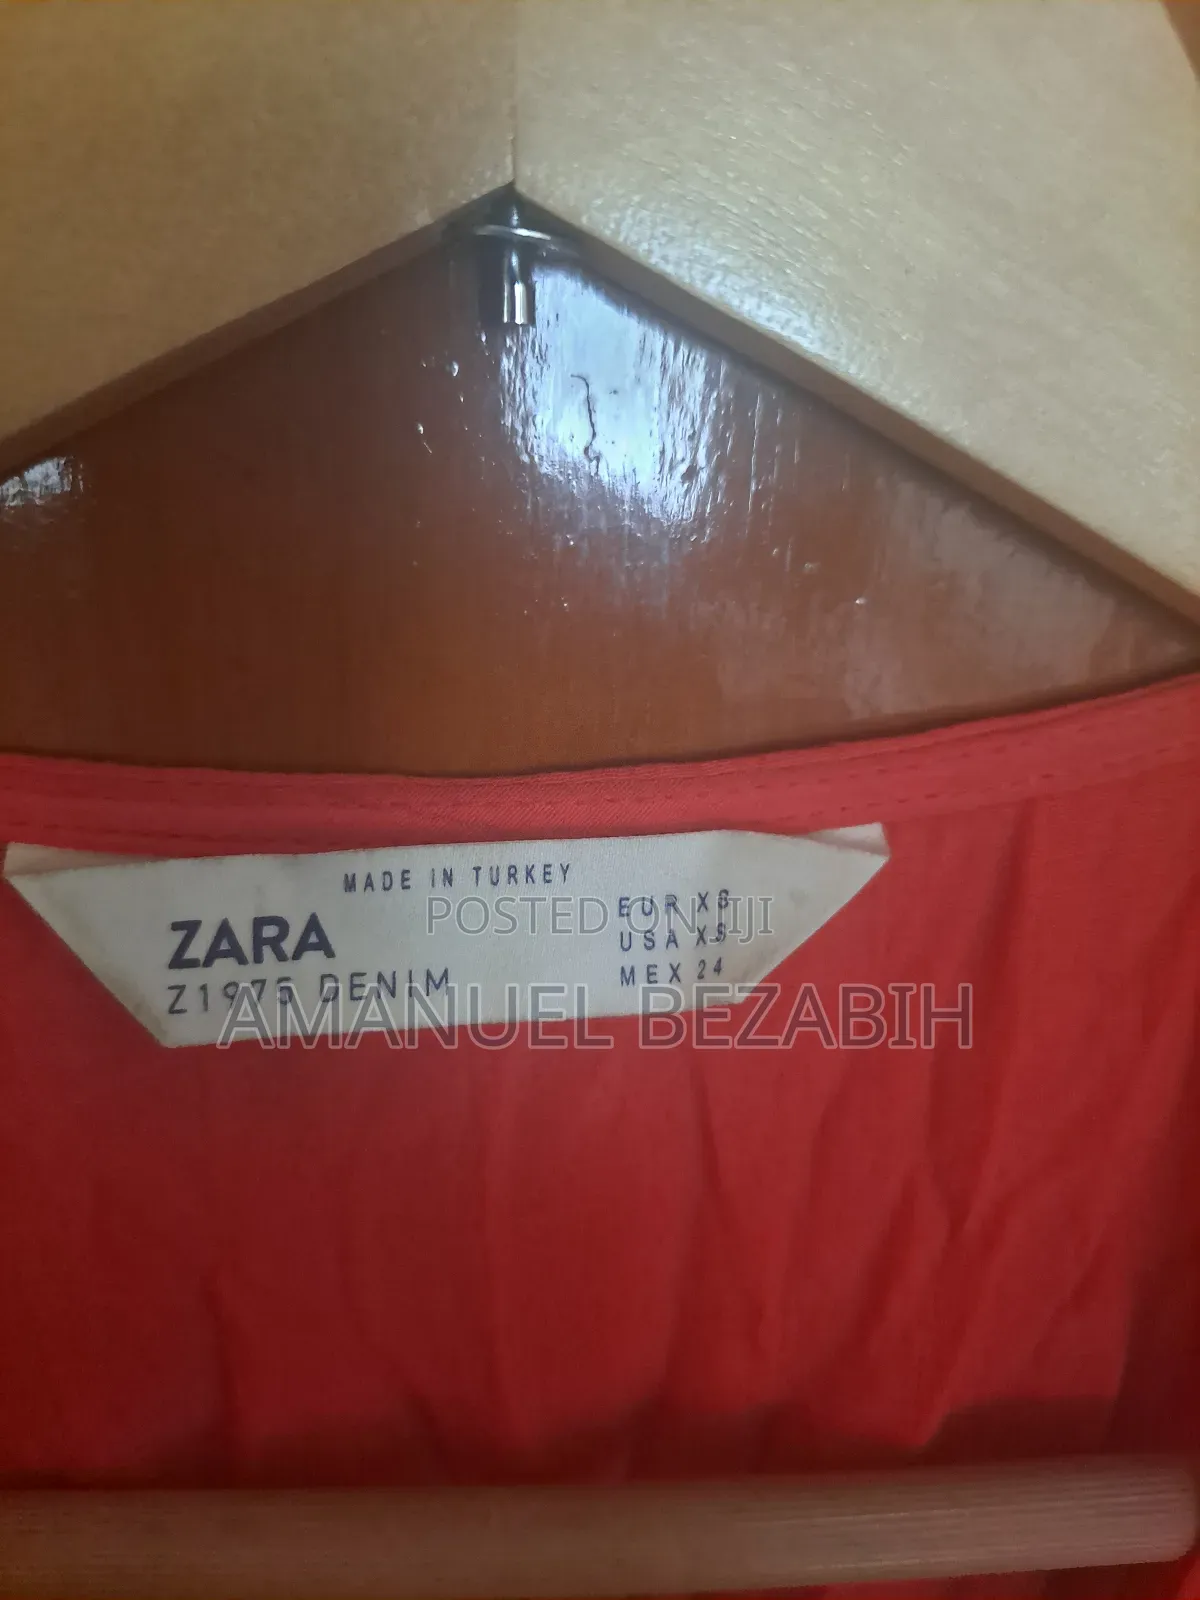 MADE IN TURKEY
ZARA
Z1975 DENIM
EUR XS
USA XS
MEX 24
POSTED ON JIJI
AMANUEL BEZABIH